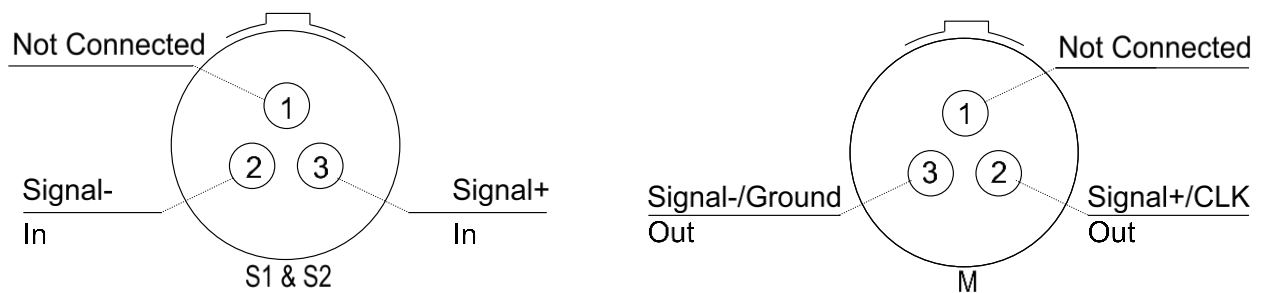 Not Connected
1
2
3
Signal-
In
Signal+
In
S1 & S2
Not Connected
1
3
2
Signal-/Ground
Out
Signal+/CLK
Out
M